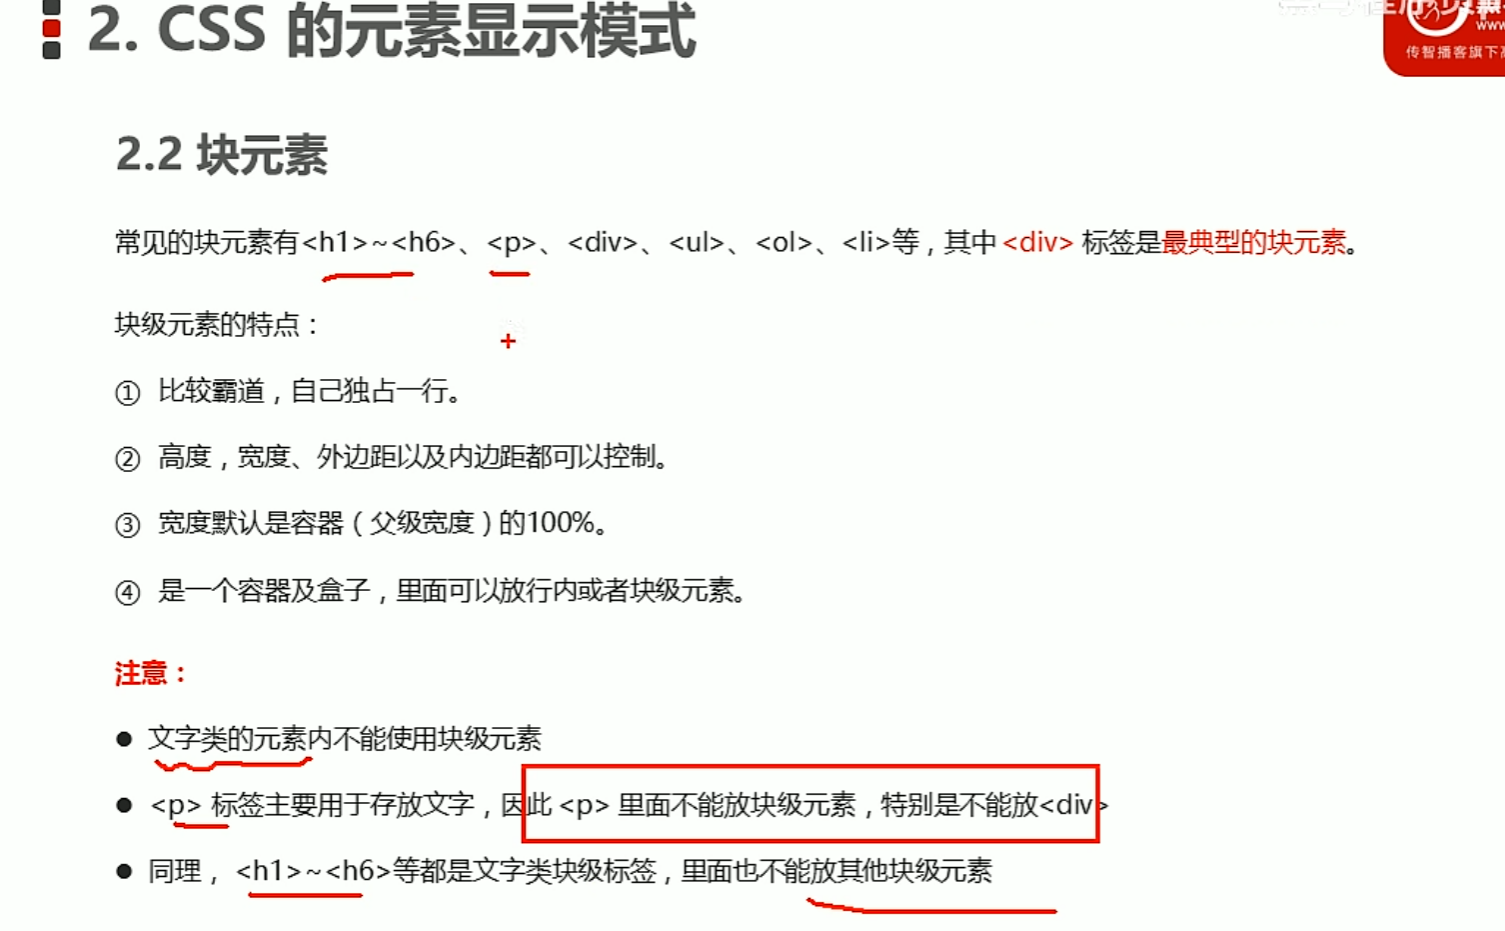 2. CSS 的元素显示模式
www
传智播客旗下高
2.2 块元素
常见的块元素有<h1>~<h6>、<p>、<div>、<ul>、<ol>、<li>等，其中 <div> 标签是最典型的块元素。
块级元素的特点：
① 比较霸道，自己独占一行。
② 高度，宽度、外边距以及内边距都可以控制。
③ 宽度默认是容器（父级宽度）的100%。
④ 是一个容器及盒子，里面可以放行内或者块级元素。
注意：
● 文字类的元素内不能使用块级元素
● <p> 标签主要用于存放文字，因此 <p> 里面不能放块级元素，特别是不能放<div>
● 同理， <h1>~<h6>等都是文字类块级标签，里面也不能放其他块级元素